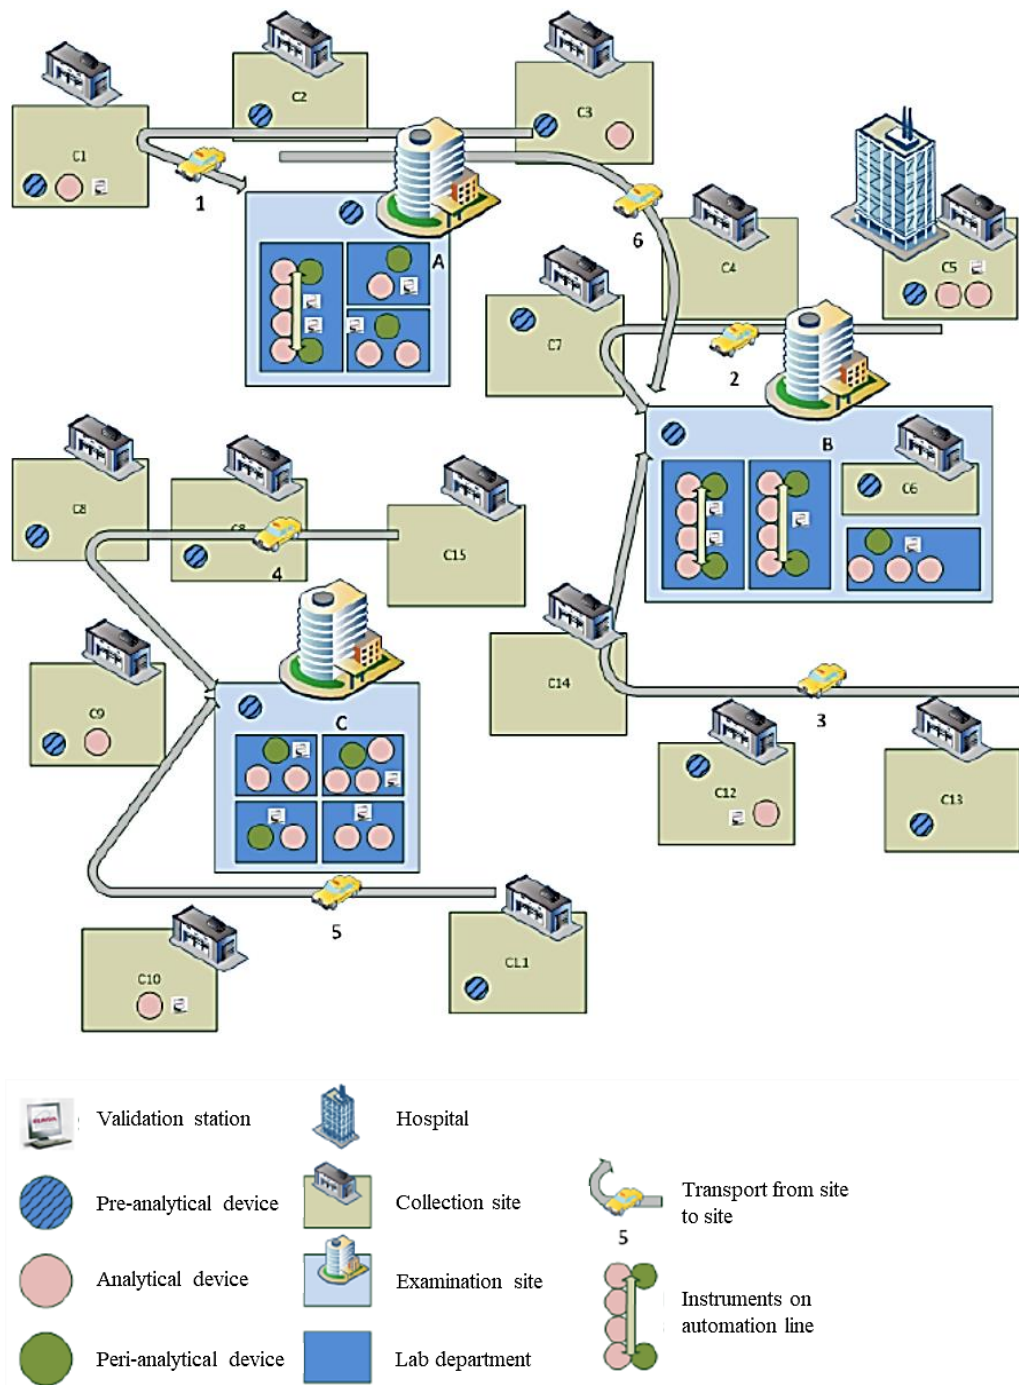 C2
C3
C1
1
6
A
C4
C5
C7
2
B
C8
C6
C8
C15
4
C14
C9
C
3
C12
C13
5
CL1
C10
Validation station
Hospital
Pre-analytical device
Collection site
Transport from site
to site
5
Analytical device
Examination site
Instruments on
automation line
Peri-analytical device
Lab department